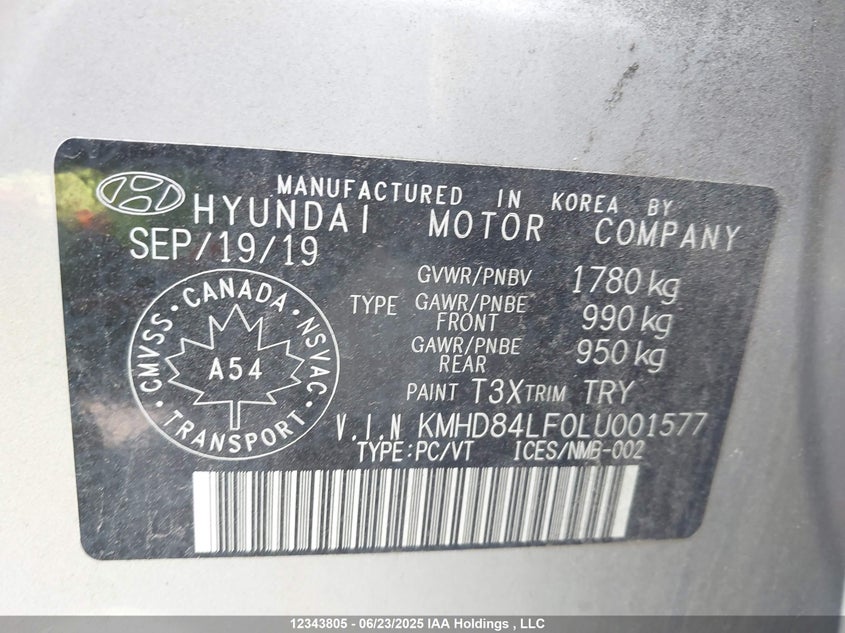 MANUFACTURED IN KOREA BY
HYUNDAI MOTOR COMPANY
SEP/19/19
GVWR/PNBV 1780 kg
TYPE GAWR/PNBE FRONT 990 kg
GAWR/PNBE REAR 950 kg
PAINT T3X TRIM TRY
V.I.N KMHD84LF0LU001577
TYPE:PC/VT ICES/NMB-002
CMVSS · CANADA · NSVAC
A54
· TRANSPORT ·
12343805 - 06/23/2025 IAA Holdings , LLC